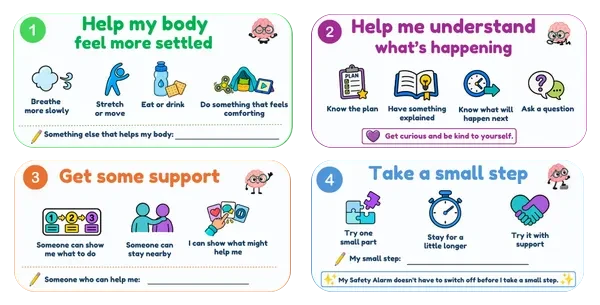 1
Help my body
feel more settled
Breathe
more slowly
Stretch
or move
Eat or drink
Do something that feels
comforting
Something else that helps my body:
2
Help me understand
what's happening
PLAN
Know the plan
Have something
explained
Know what will
happen next
Ask a question
Get curious and be kind to yourself.
3
Get some support
1 2 3
Someone can show
me what to do
Someone can
stay nearby
I can show what might
help me
Someone who can help me:
4
Take a small step
Try one
small part
Stay for a
little longer
Try it with
support
My small step:
My Safety Alarm doesn't have to switch off before I take a small step.